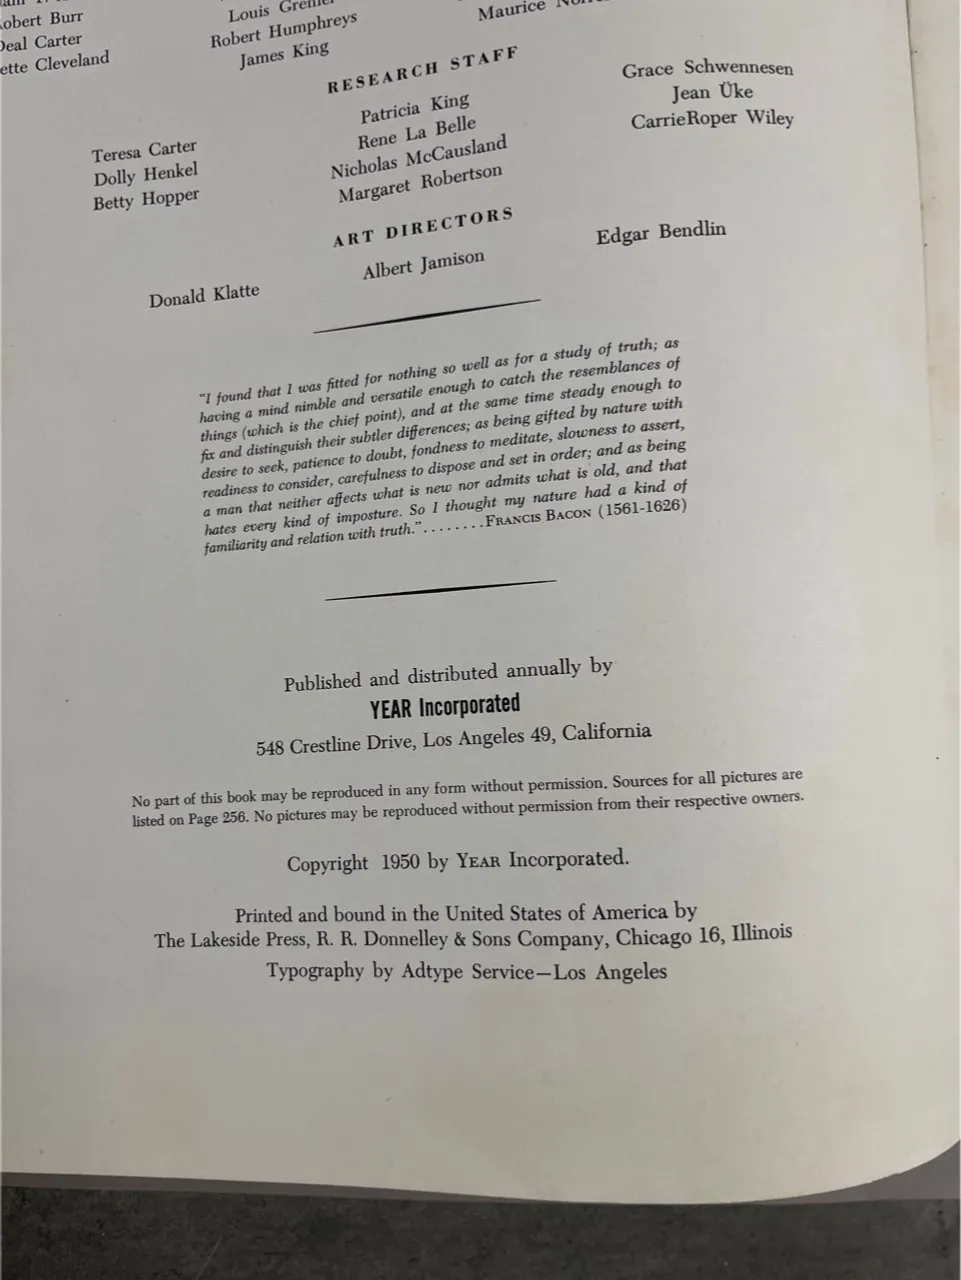 Robert Burr
Louis Grenier
Maurice
Deal Carter
Robert Humphreys
Cleveland
James King
RESEARCH STAFF
Teresa Carter
Patricia King
Grace Schwennesen
Dolly Henkel
Rene La Belle
Jean Üke
Betty Hopper
Nicholas McCausland
CarrieRoper Wiley
Margaret Robertson
ART DIRECTORS
Donald Klatte
Albert Jamison
Edgar Bendlin
"I found that I was fitted for nothing so well as for a study of truth; as
having a mind nimble and versatile enough to catch the resemblances of
things (which is the chief point), and at the same time steady enough to
fix and distinguish their subtler differences; as being gifted by nature with
desire to seek, patience to doubt, fondness to meditate, slowness to assert,
readiness to consider, carefulness to dispose and set in order; and as being
a man that neither affects what is new nor admits what is old, and that
hates every kind of imposture. So I thought my nature had a kind of
familiarity and relation with truth.”........FRANCIS BACON (1561-1626)
Published and distributed annually by
YEAR Incorporated
548 Crestline Drive, Los Angeles 49, California
No part of this book may be reproduced in any form without permission. Sources for all pictures are
listed on Page 256. No pictures may be reproduced without permission from their respective owners.
Copyright 1950 by YEAR Incorporated.
Printed and bound in the United States of America by
The Lakeside Press, R. R. Donnelley & Sons Company, Chicago 16, Illinois
Typography by Adtype Service—Los Angeles